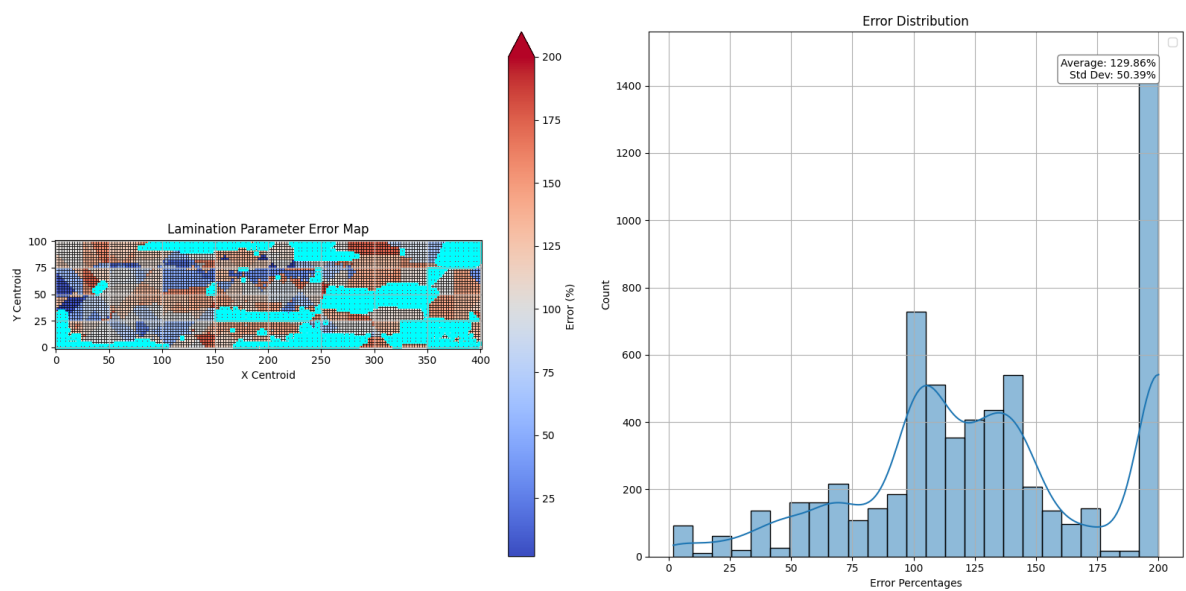 Lamination Parameter Error Map
100
75
50
25
0
Y Centroid
0 50 100 150 200 250 300 350 400
X Centroid
200
175
150
125
100
75
50
25
Error (%)
Error Distribution
Average: 129.86%
Std Dev: 50.39%
1400
1200
1000
800
600
400
200
0
Count
0 25 50 75 100 125 150 175 200
Error Percentages